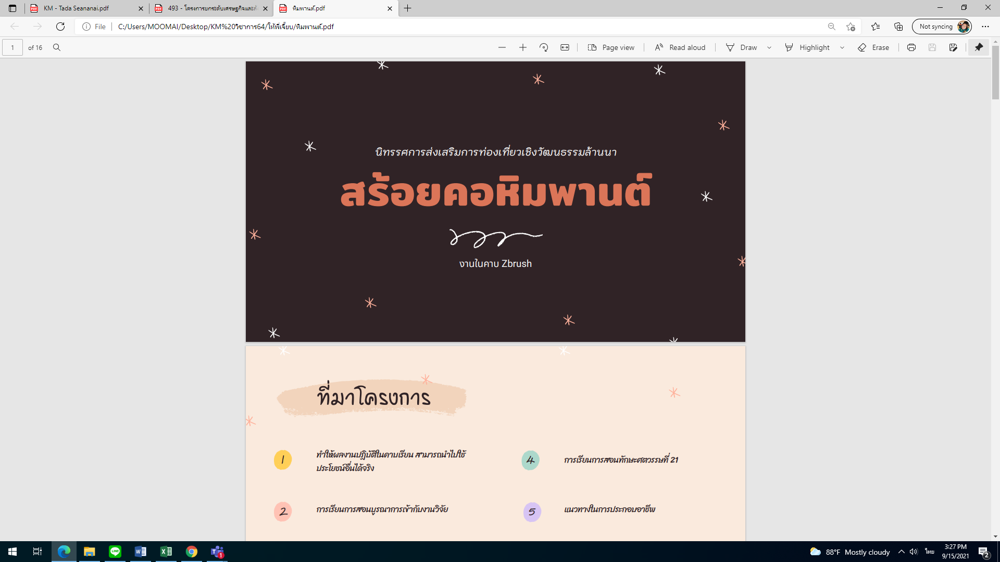 KM - Tada Seananai.pdf
493 - โครงการยกระดับเศรษฐกิจและสัง
หิมพานต์.pdf
File
C:/Users/MOOMAI/Desktop/KM%20วิชาการ64/ให้พี่เจี๊ยบ/หิมพานต์.pdf
Not syncing
1 of 16
Page view
Read aloud
Draw
Highlight
Erase
นิทรรศการส่งเสริมการท่องเที่ยวเชิงวัฒนธรรมล้านนา
สร้อยคอหิมพานต์
งานในคาบ Zbrush
ที่มาโครงการ
1
ทำให้ผลงานปฏิบัติในคาบเรียน สามารถนำไปใช้
ประโยชน์อื่นได้จริง
2
การเรียนการสอนบูรณาการเข้ากับงานวิจัย
4
การเรียนการสอนทักษะศตวรรษที่ 21
5
แนวทางในการประกอบอาชีพ
88°F Mostly cloudy
ไทย
3:27 PM
9/15/2021
2